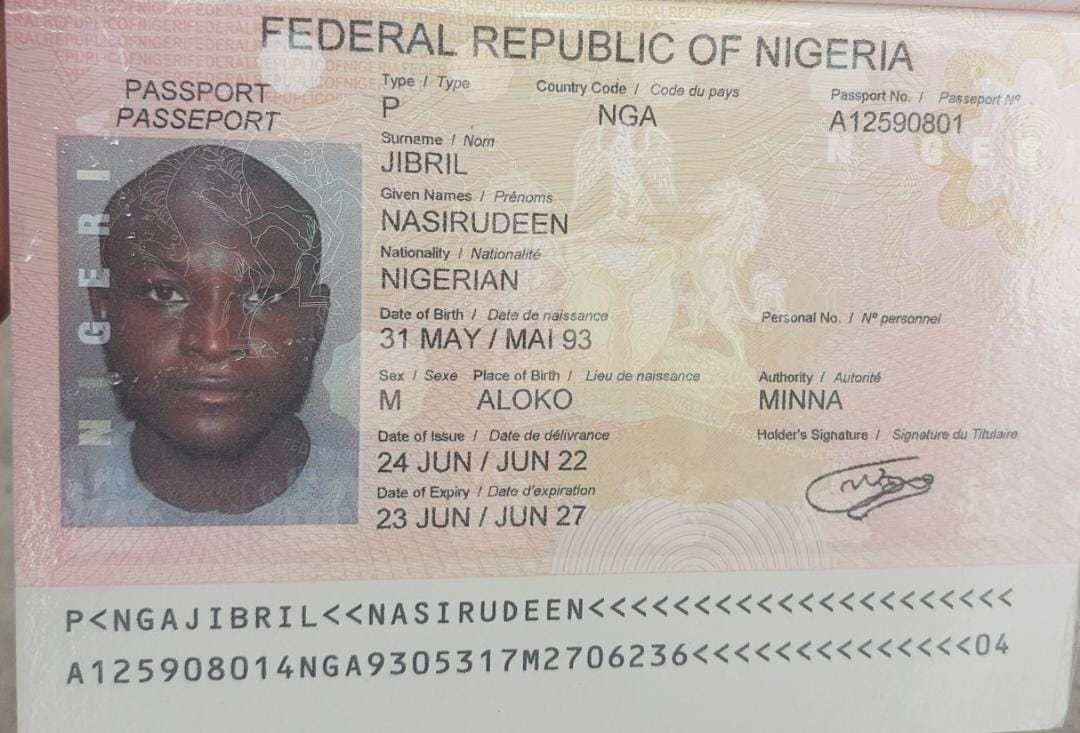 FEDERAL REPUBLIC OF NIGERIA
PASSPORT
PASSEPORT
Type / Type
P
Country Code / Code du pays
NGA
Passport No. / Passeport Nº
A12590801
Surname / Nom
JIBRIL
Given Names / Prénoms
NASIRUDEEN
Nationality / Nationalité
NIGERIAN
Date of Birth / Date de naissance
31 MAY / MAI 93
Personal No. / Nº personnel
Sex / Sexe
M
Place of Birth / Lieu de naissance
ALOKO
Authority / Autorité
MINNA
Date of Issue / Date de délivrance
24 JUN / JUN 22
Holder's Signature / Signature du Titulaire
Date of Expiry / Date d'expiration
23 JUN / JUN 27
P<NGAJIBRIL<<NASIRUDEEN<<<<<<<<<<<<<<<<<<<<<
A125908014NGA9305317M2706236<<<<<<<<<<<<<<04